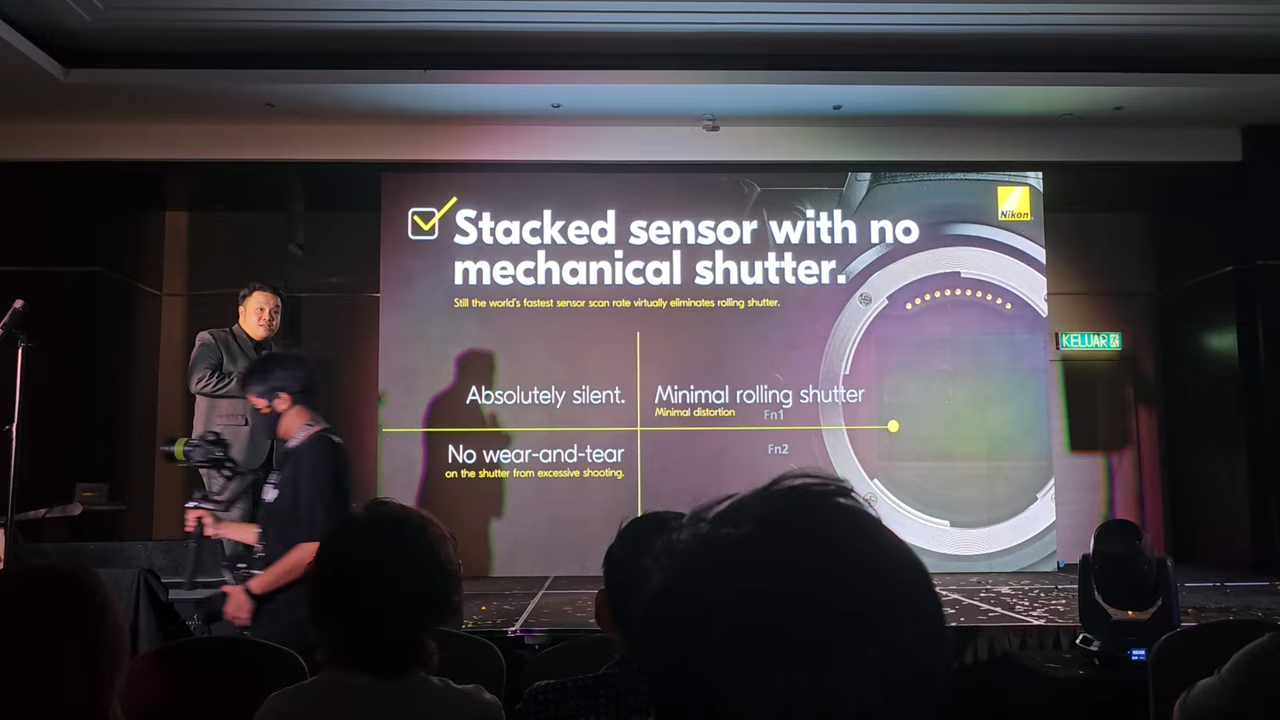 Stacked sensor with no
mechanical shutter.
Still the world's fastest sensor scan rate virtually eliminates rolling shutter.
Nikon
KELUAR
Absolutely silent.
Minimal rolling shutter
Minimal distortion
Fn1
No wear-and-tear
on the shutter from excessive shooting.
Fn2